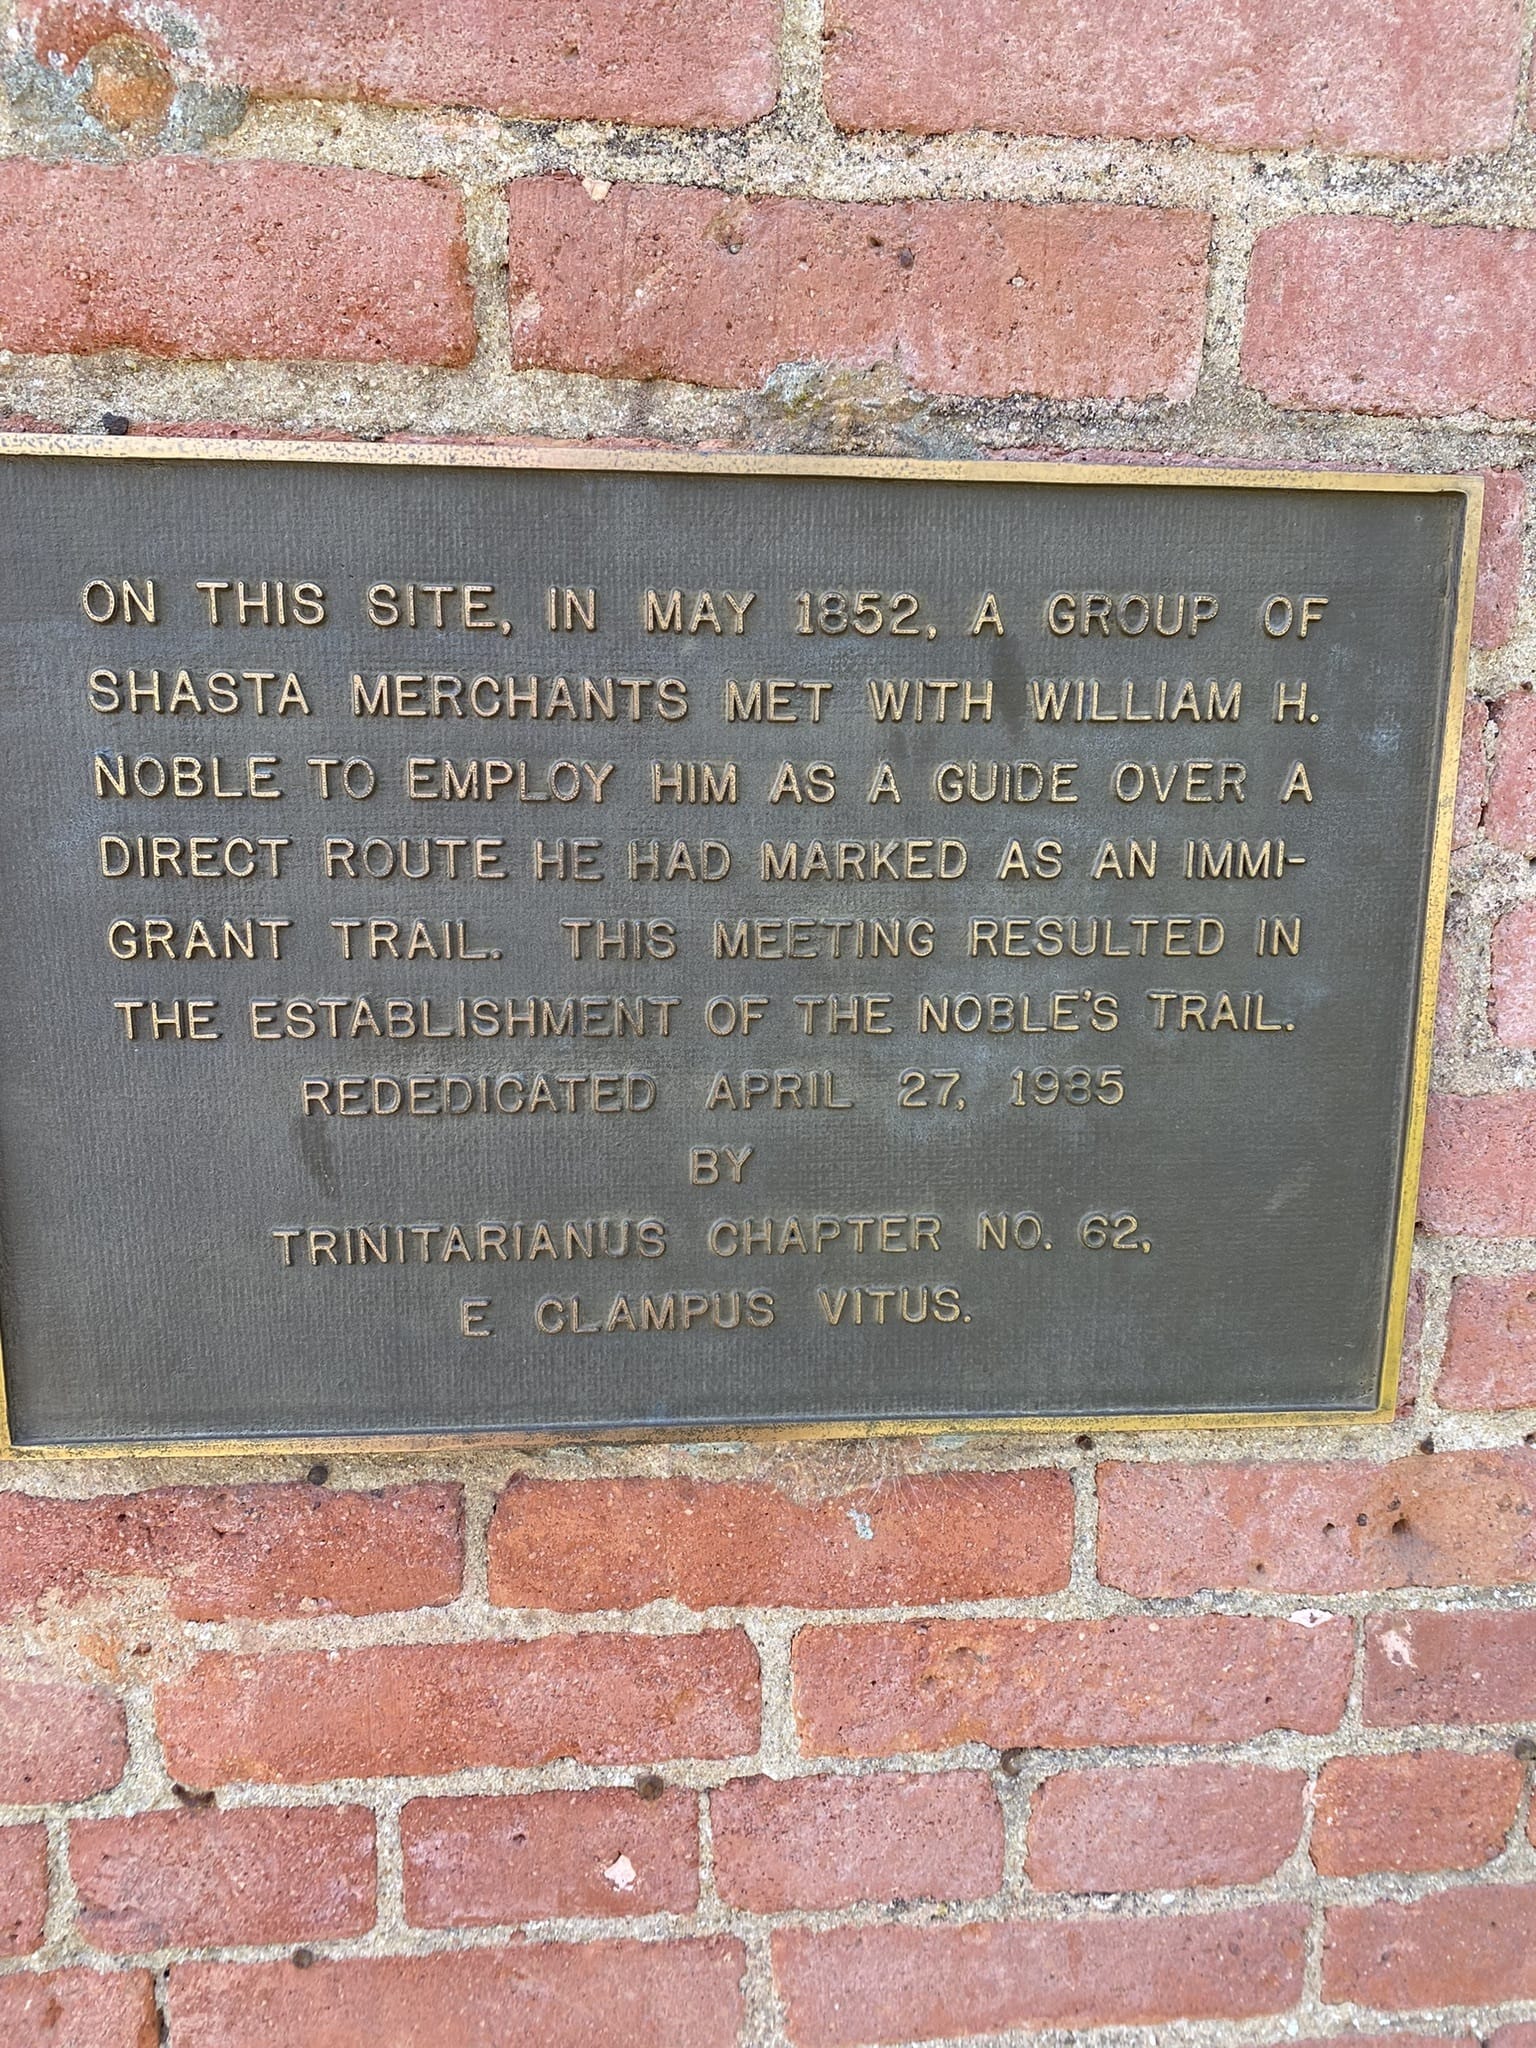 ON THIS SITE, IN MAY 1852, A GROUP OF
SHASTA MERCHANTS MET WITH WILLIAM H.
NOBLE TO EMPLOY HIM AS A GUIDE OVER A
DIRECT ROUTE HE HAD MARKED AS AN IMMI-
GRANT TRAIL. THIS MEETING RESULTED IN
THE ESTABLISHMENT OF THE NOBLE'S TRAIL.
REDEDICATED APRIL 27, 1985
BY
TRINITARIANUS CHAPTER NO. 62,
E CLAMPUS VITUS.